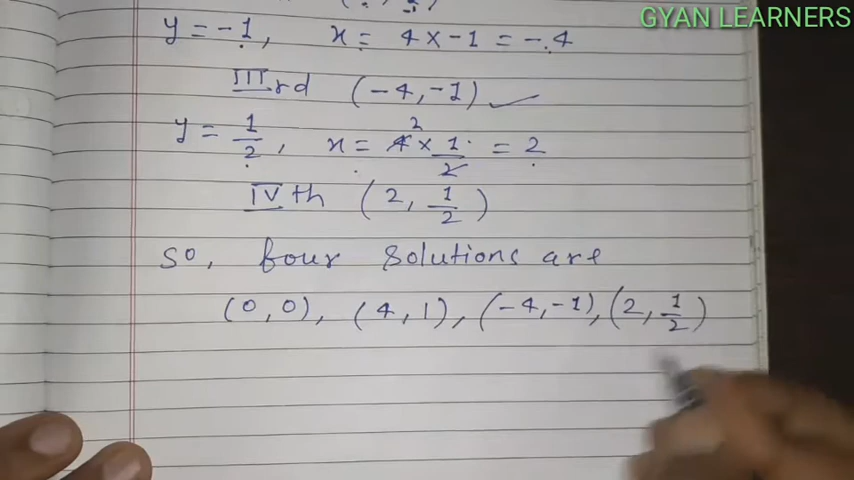 GYAN LEARNERS
y = -1, x = 4 × -1 = -4
IIIrd (-4, -1)
y = 1/2, x = 4 2 × 1/2 = 2
IVth (2, 1/2)
So, four solutions are
(0, 0), (4, 1), (-4, -1), (2, 1/2)